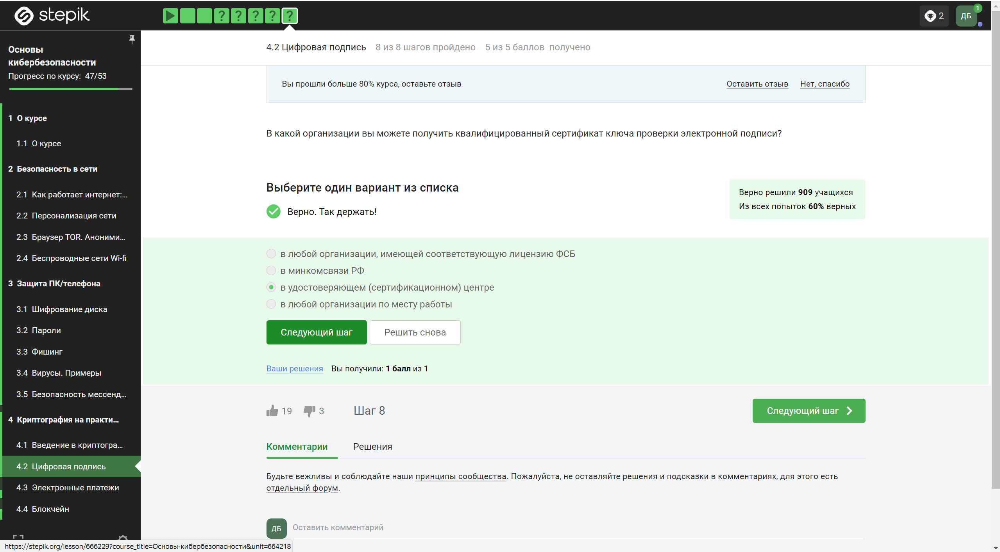 stepik
? ? ? ? ?
2
ДБ
1
Основы
кибербезопасности
Прогресс по курсу: 47/53
1 О курсе
1.1 О курсе
2 Безопасность в сети
2.1 Как работает интернет:...
2.2 Персонализация сети
2.3 Браузер TOR. Аноними...
2.4 Беспроводные сети Wi-fi
3 Защита ПК/телефона
3.1 Шифрование диска
3.2 Пароли
3.3 Фишинг
3.4 Вирусы. Примеры
3.5 Безопасность мессенд...
4 Криптография на практи...
4.1 Введение в криптогра...
4.2 Цифровая подпись
4.3 Электронные платежи
4.4 Блокчейн
4.2 Цифровая подпись 8 из 8 шагов пройдено 5 из 5 баллов получено
Вы прошли больше 80% курса, оставьте отзыв
Оставить отзыв Нет, спасибо
В какой организации вы можете получить квалифицированный сертификат ключа проверки электронной подписи?
Выберите один вариант из списка
Верно. Так держать!
Верно решили 909 учащихся
Из всех попыток 60% верных
в любой организации, имеющей соответствующую лицензию ФСБ
в минкомсвязи РФ
в удостоверяющем (сертификационном) центре
в любой организации по месту работы
Следующий шаг Решить снова
Ваши решения Вы получили: 1 балл из 1
19 3 Шаг 8
Следующий шаг
Комментарии Решения
Будьте вежливы и соблюдайте наши принципы сообщества. Пожалуйста, не оставляйте решения и подсказки в комментариях, для этого есть
отдельный форум.
ДБ Оставить комментарий
https://stepik.org/lesson/666229?course_title=Основы-кибербезопасности&unit=664218